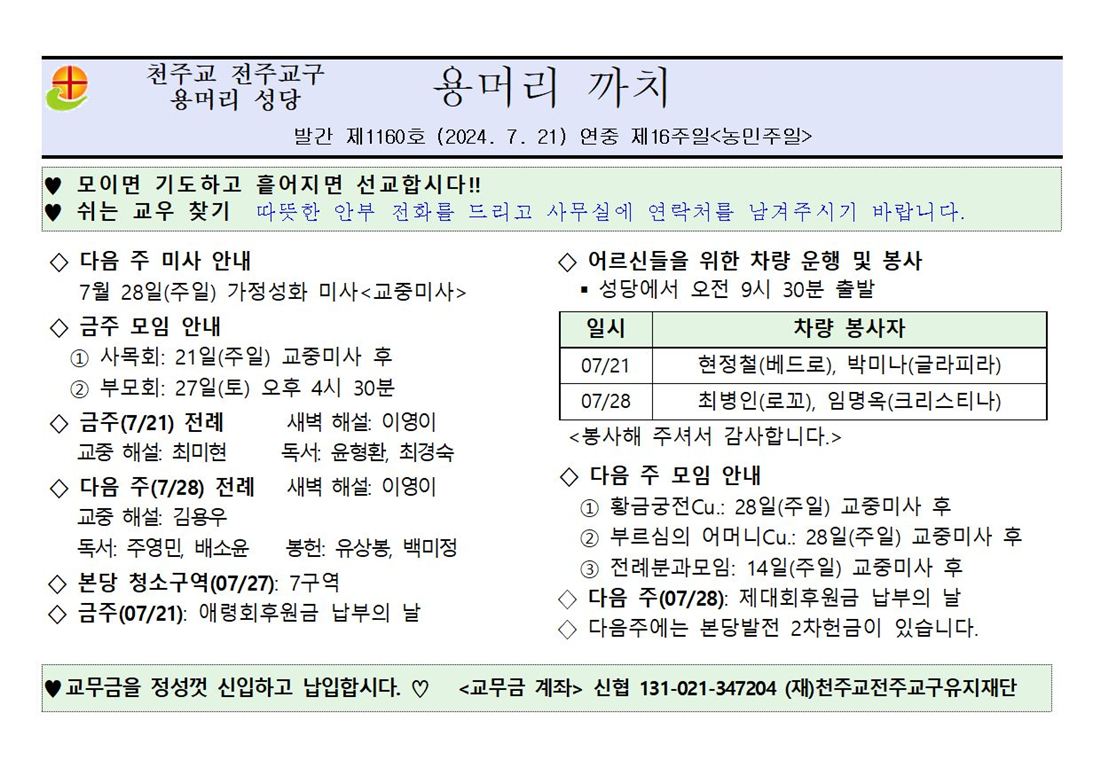 천주교 전주교구
용머리 성당
용머리 까치
발간 제1160호 (2024. 7. 21) 연중 제16주일<농민주일>
♥ 모이면 기도하고 흩어지면 선교합시다!!
♥ 쉬는 교우 찾기 따뜻한 안부 전화를 드리고 사무실에 연락처를 남겨주시기 바랍니다.
◇ 다음 주 미사 안내
7월 28일(주일) 가정성화 미사<교중미사>
◇ 금주 모임 안내
① 사목회: 21일(주일) 교중미사 후
② 부모회: 27일(토) 오후 4시 30분
◇ 금주(7/21) 전례 새벽 해설: 이영이
교중 해설: 최미현 독서: 윤형환, 최경숙
◇ 다음 주(7/28) 전례 새벽 해설: 이영이
교중 해설: 김용우
독서: 주영민, 배소윤 봉헌: 유상봉, 백미정
◇ 본당 청소구역(07/27): 7구역
◇ 금주(07/21): 애령회후원금 납부의 날
◇ 어르신들을 위한 차량 운행 및 봉사
▪ 성당에서 오전 9시 30분 출발
일시 차량 봉사자
07/21 현정철(베드로), 박미나(글라피라)
07/28 최병인(로꼬), 임명옥(크리스티나)
<봉사해 주셔서 감사합니다.>
◇ 다음 주 모임 안내
① 황금궁전Cu.: 28일(주일) 교중미사 후
② 부르심의 어머니Cu.: 28일(주일) 교중미사 후
③ 전례분과모임: 14일(주일) 교중미사 후
◇ 다음 주(07/28): 제대회후원금 납부의 날
◇ 다음주에는 본당발전 2차헌금이 있습니다.
♥교무금을 정성껏 신입하고 납입합시다. ♡ <교무금 계좌> 신협 131-021-347204 (재)천주교전주교구유지재단